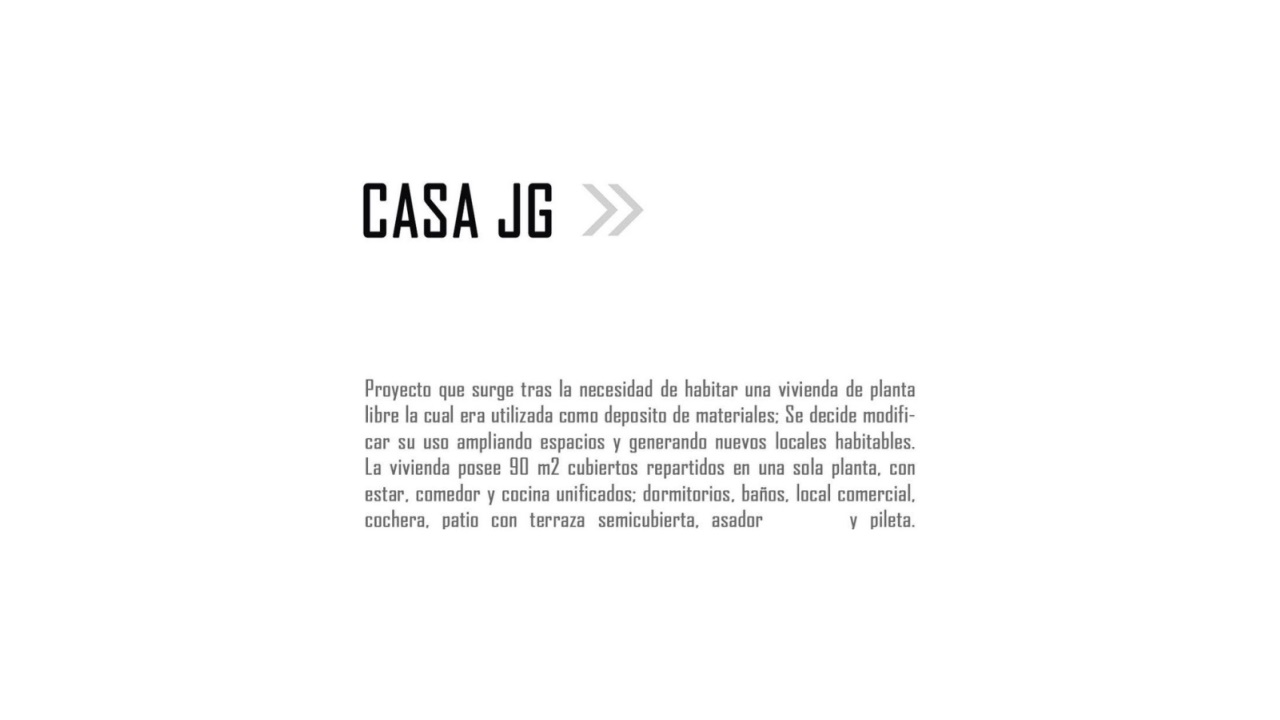 CASA JG
Proyecto que surge tras la necesidad de habitar una vivienda de planta
libre la cual era utilizada como deposito de materiales; Se decide modifi-
car su uso ampliando espacios y generando nuevos locales habitables.
La vivienda posee 90 m2 cubiertos repartidos en una sola planta, con
estar, comedor y cocina unificados; dormitorios, baños, local comercial,
cochera, patio con terraza semicubierta, asador y pileta.